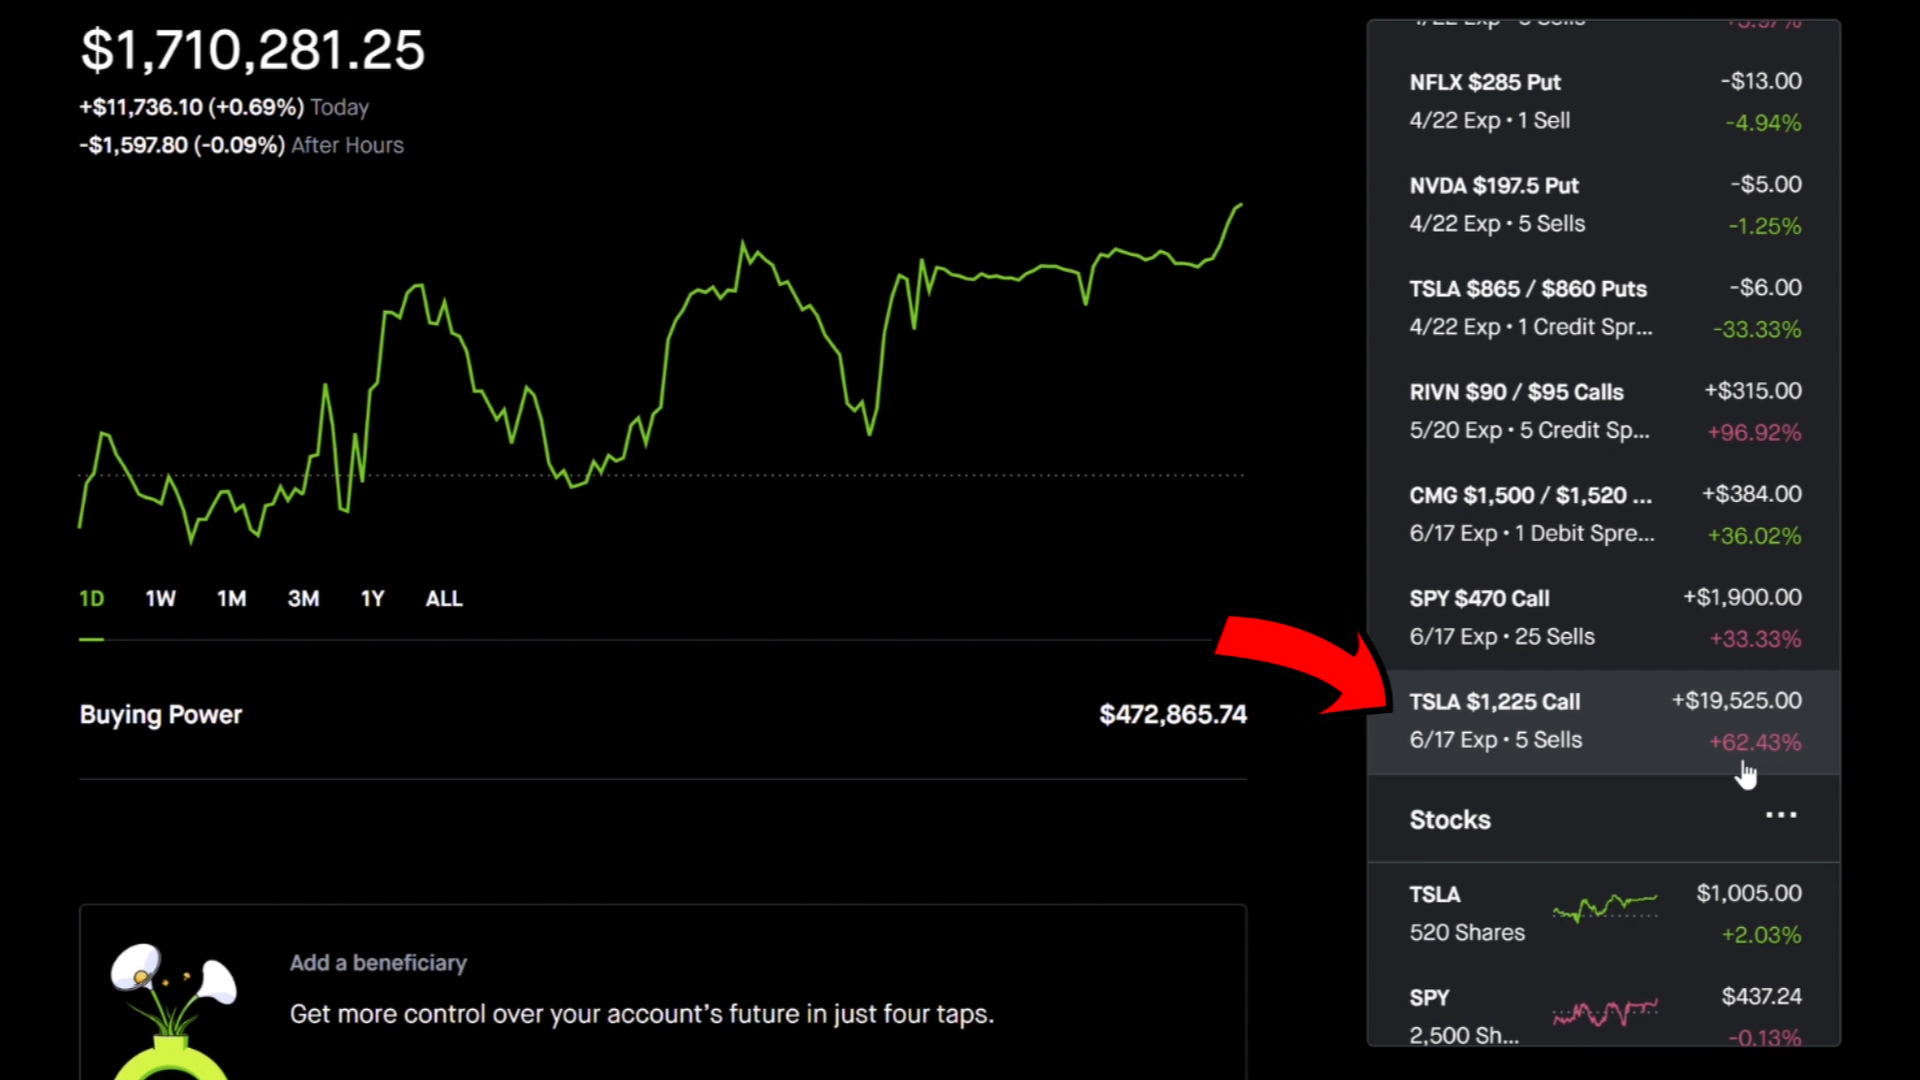 $1,710,281.25
+$11,736.10 (+0.69%) Today
-$1,597.80 (-0.09%) After Hours
1D 1W 1M 3M 1Y ALL
Buying Power $472,865.74
Add a beneficiary
Get more control over your account's future in just four taps.
NFLX $285 Put -$13.00
4/22 Exp • 1 Sell -4.94%
NVDA $197.5 Put -$5.00
4/22 Exp • 5 Sells -1.25%
TSLA $865 / $860 Puts -$6.00
4/22 Exp • 1 Credit Spr... -33.33%
RIVN $90 / $95 Calls +$315.00
5/20 Exp • 5 Credit Sp... +96.92%
CMG $1,500 / $1,520 ... +$384.00
6/17 Exp • 1 Debit Spre... +36.02%
SPY $470 Call +$1,900.00
6/17 Exp • 25 Sells +33.33%
TSLA $1,225 Call +$19,525.00
6/17 Exp • 5 Sells +62.43%
Stocks ...
TSLA $1,005.00
520 Shares +2.03%
SPY $437.24
2,500 Sh... -0.13%